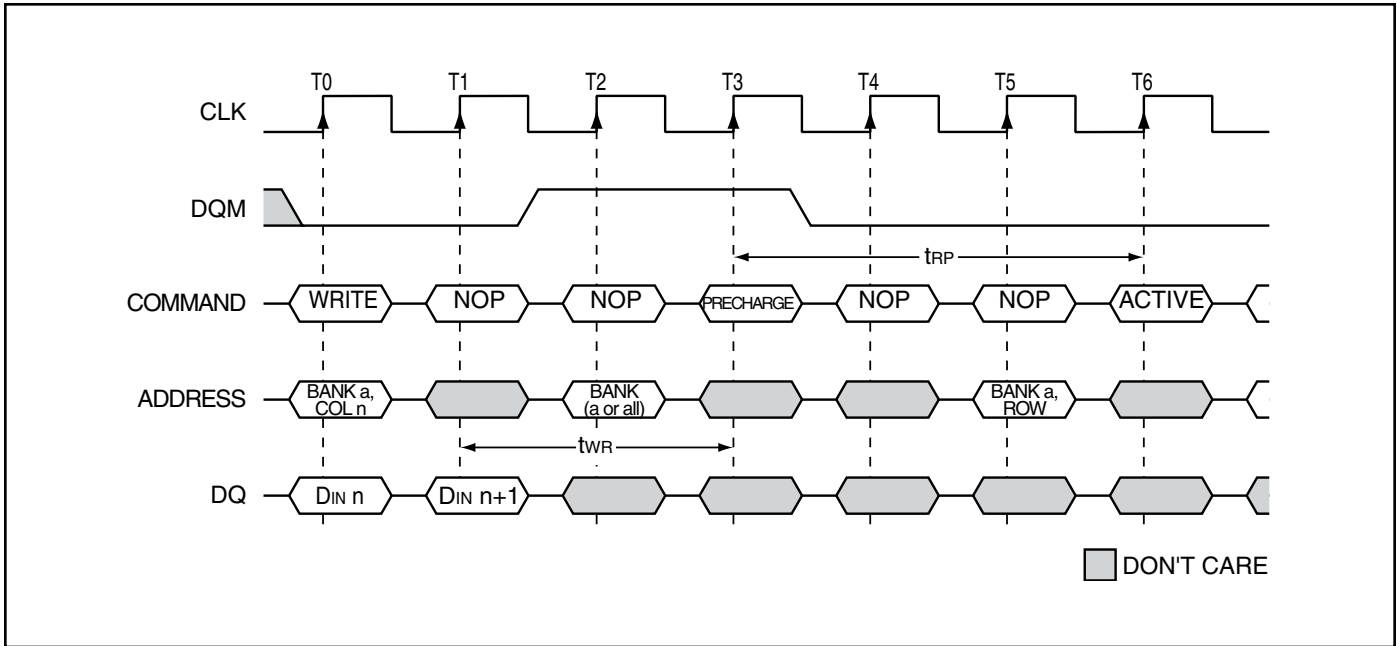 T0 T1 T2 T3 T4 T5 T6
CLK
DQM
tRP
COMMAND WRITE NOP NOP PRECHARGE NOP NOP ACTIVE
ADDRESS BANK a, COL n BANK (a or all) BANK a, ROW
tWR
DQ DIN n DIN n+1
DON'T CARE